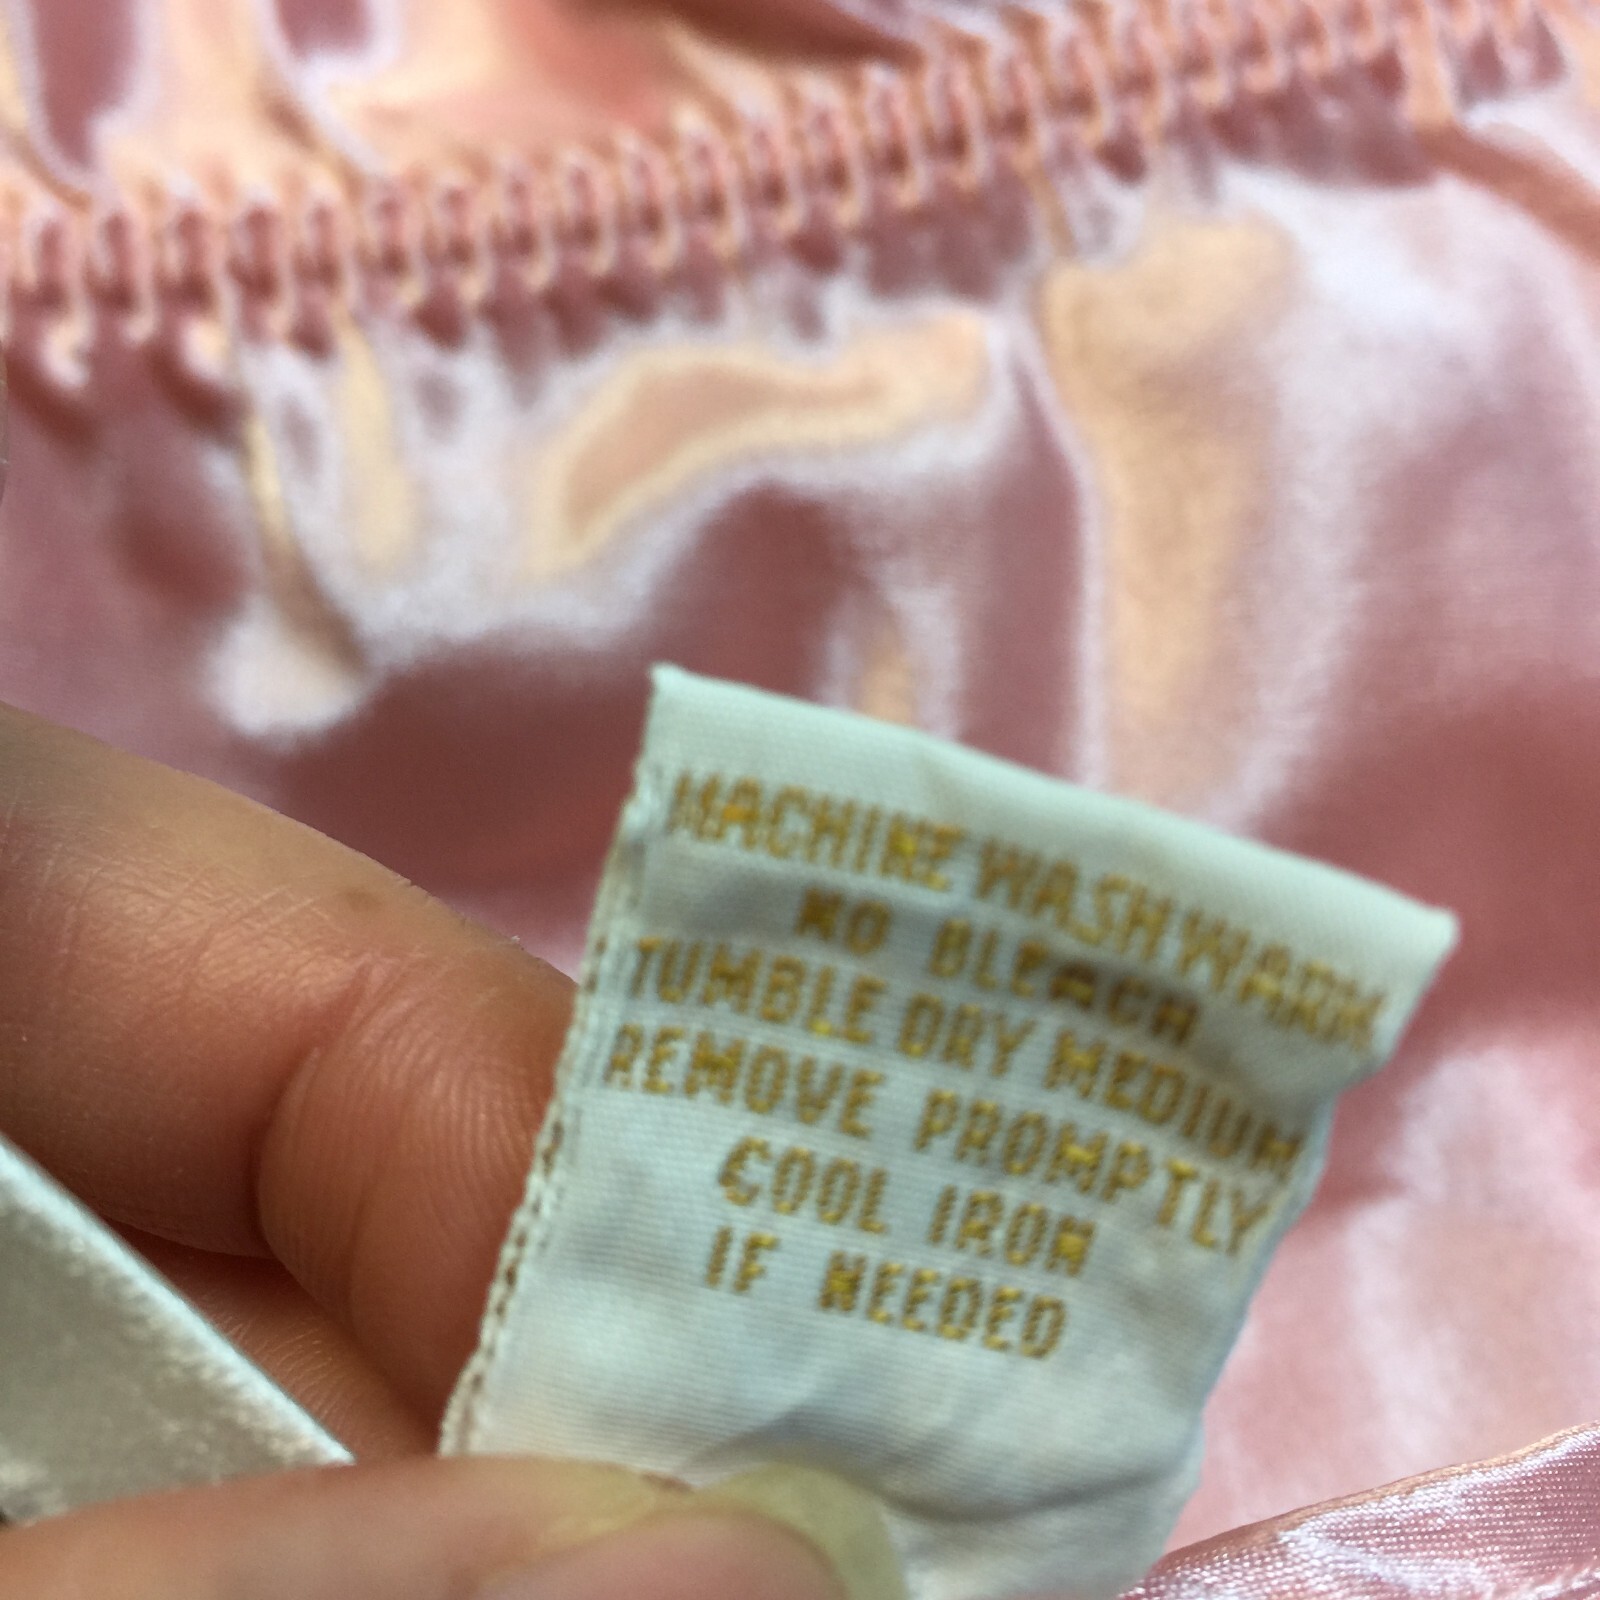 MACHINE WASH WARM
NO BLEACH
TUMBLE DRY MEDIUM
REMOVE PROMPTLY
COOL IRON
IF NEEDED